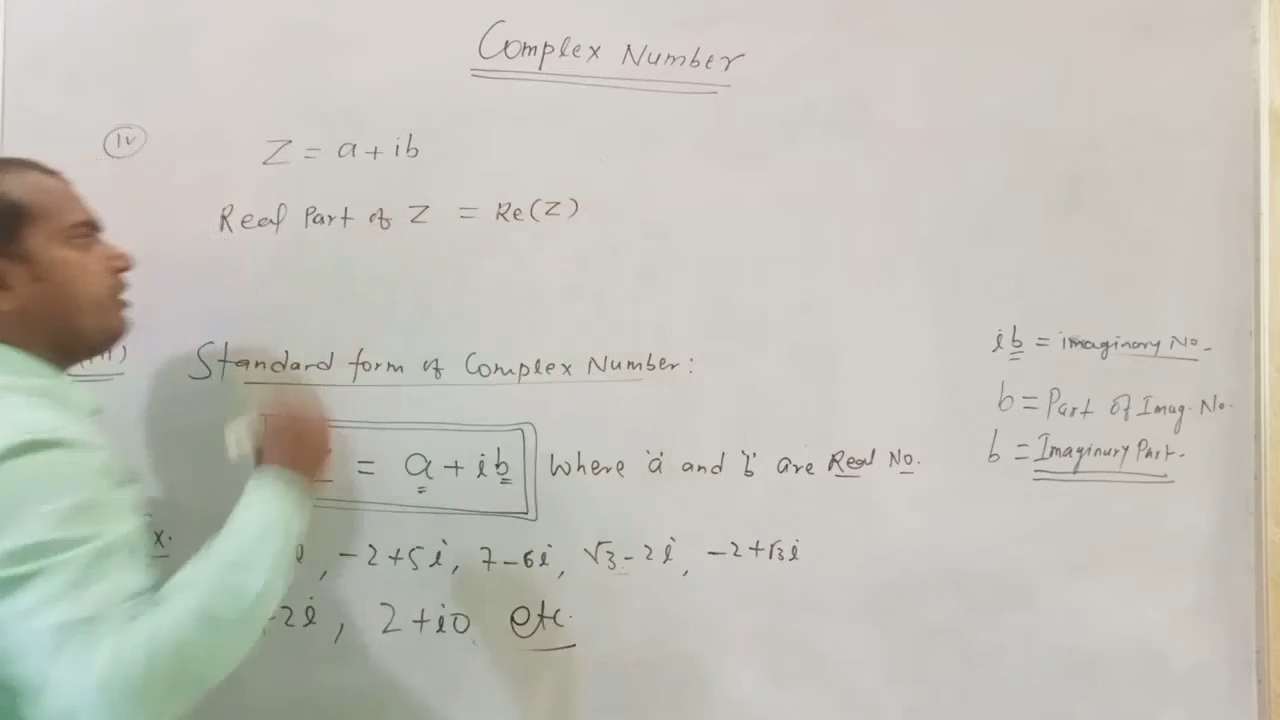 Complex Number
iv
Z = a + ib
Real Part of Z = Re(Z)
Standard form of Complex Number:
= a + ib where 'a' and 'b' are Real No.
x.
i, -2+5i, 7-6i, √3-2i, -2+√3i
-2i, 2+i0 etc.
ib = imaginary No.
b = Part of Imag. No.
b = Imaginary Part.